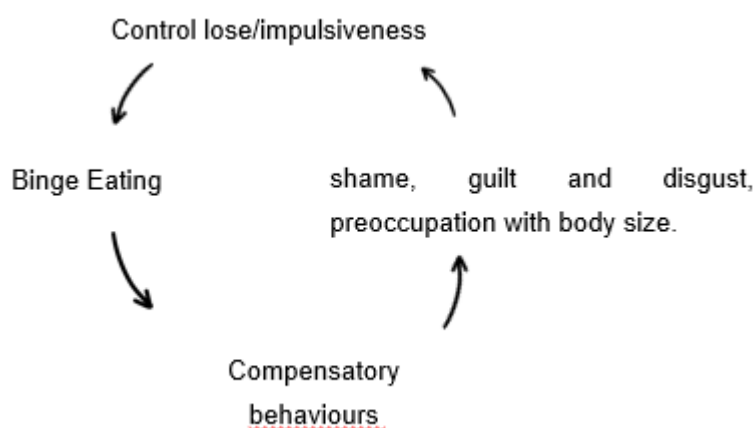 Control lose/impulsiveness
Binge Eating
shame, guilt and disgust,
preoccupation with body size.
Compensatory
behaviours